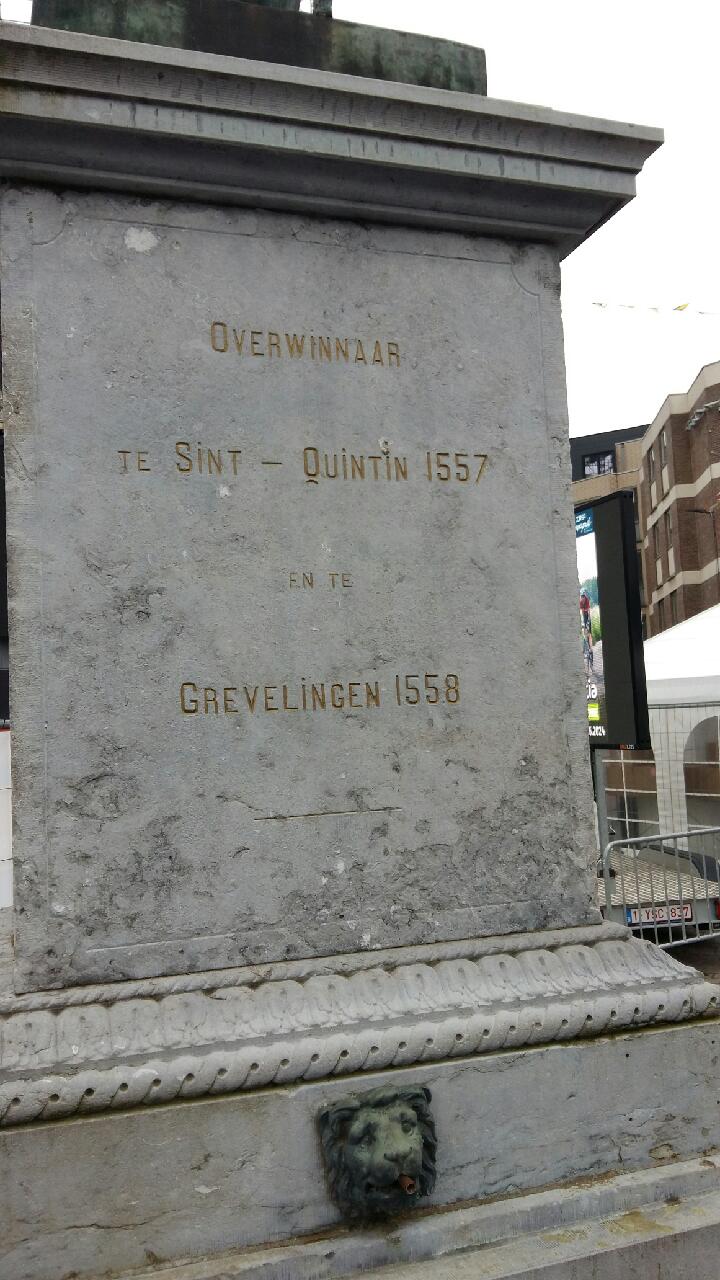 OVERWINNAAR
TE SINT – QUINTIN 1557
EN TE
GREVELINGEN 1558